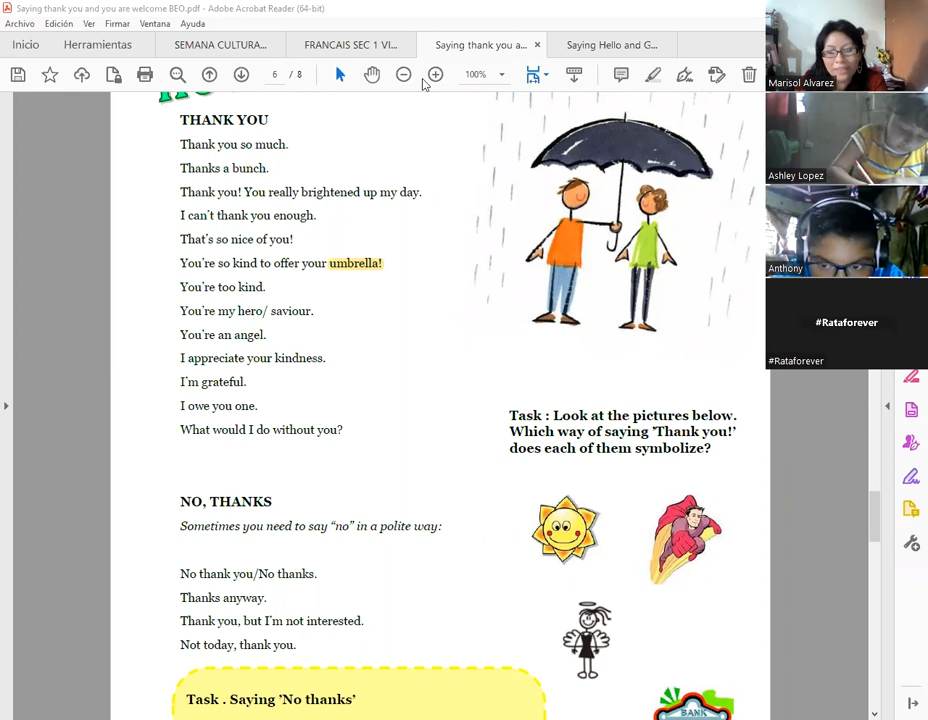 Saying thank you and you are welcome BEO.pdf - Adobe Acrobat Reader (64-bit)
Archivo Edición Ver Firmar Ventana Ayuda
Inicio Herramientas SEMANA CULTURA... FRANCAIS SEC 1 VI... Saying thank you a... × Saying Hello and G...
6 / 8 100%
THANK YOU
Thank you so much.
Thanks a bunch.
Thank you! You really brightened up my day.
I can't thank you enough.
That's so nice of you!
You're so kind to offer your umbrella!
You're too kind.
You're my hero/ saviour.
You're an angel.
I appreciate your kindness.
I'm grateful.
I owe you one.
What would I do without you?
Task : Look at the pictures below.
Which way of saying 'Thank you!'
does each of them symbolize?
NO, THANKS
Sometimes you need to say "no" in a polite way:
No thank you/No thanks.
Thanks anyway.
Thank you, but I'm not interested.
Not today, thank you.
Task . Saying 'No thanks'
BANK
Marisol Alvarez
Ashley Lopez
Anthony
#Rataforever
#Rataforever